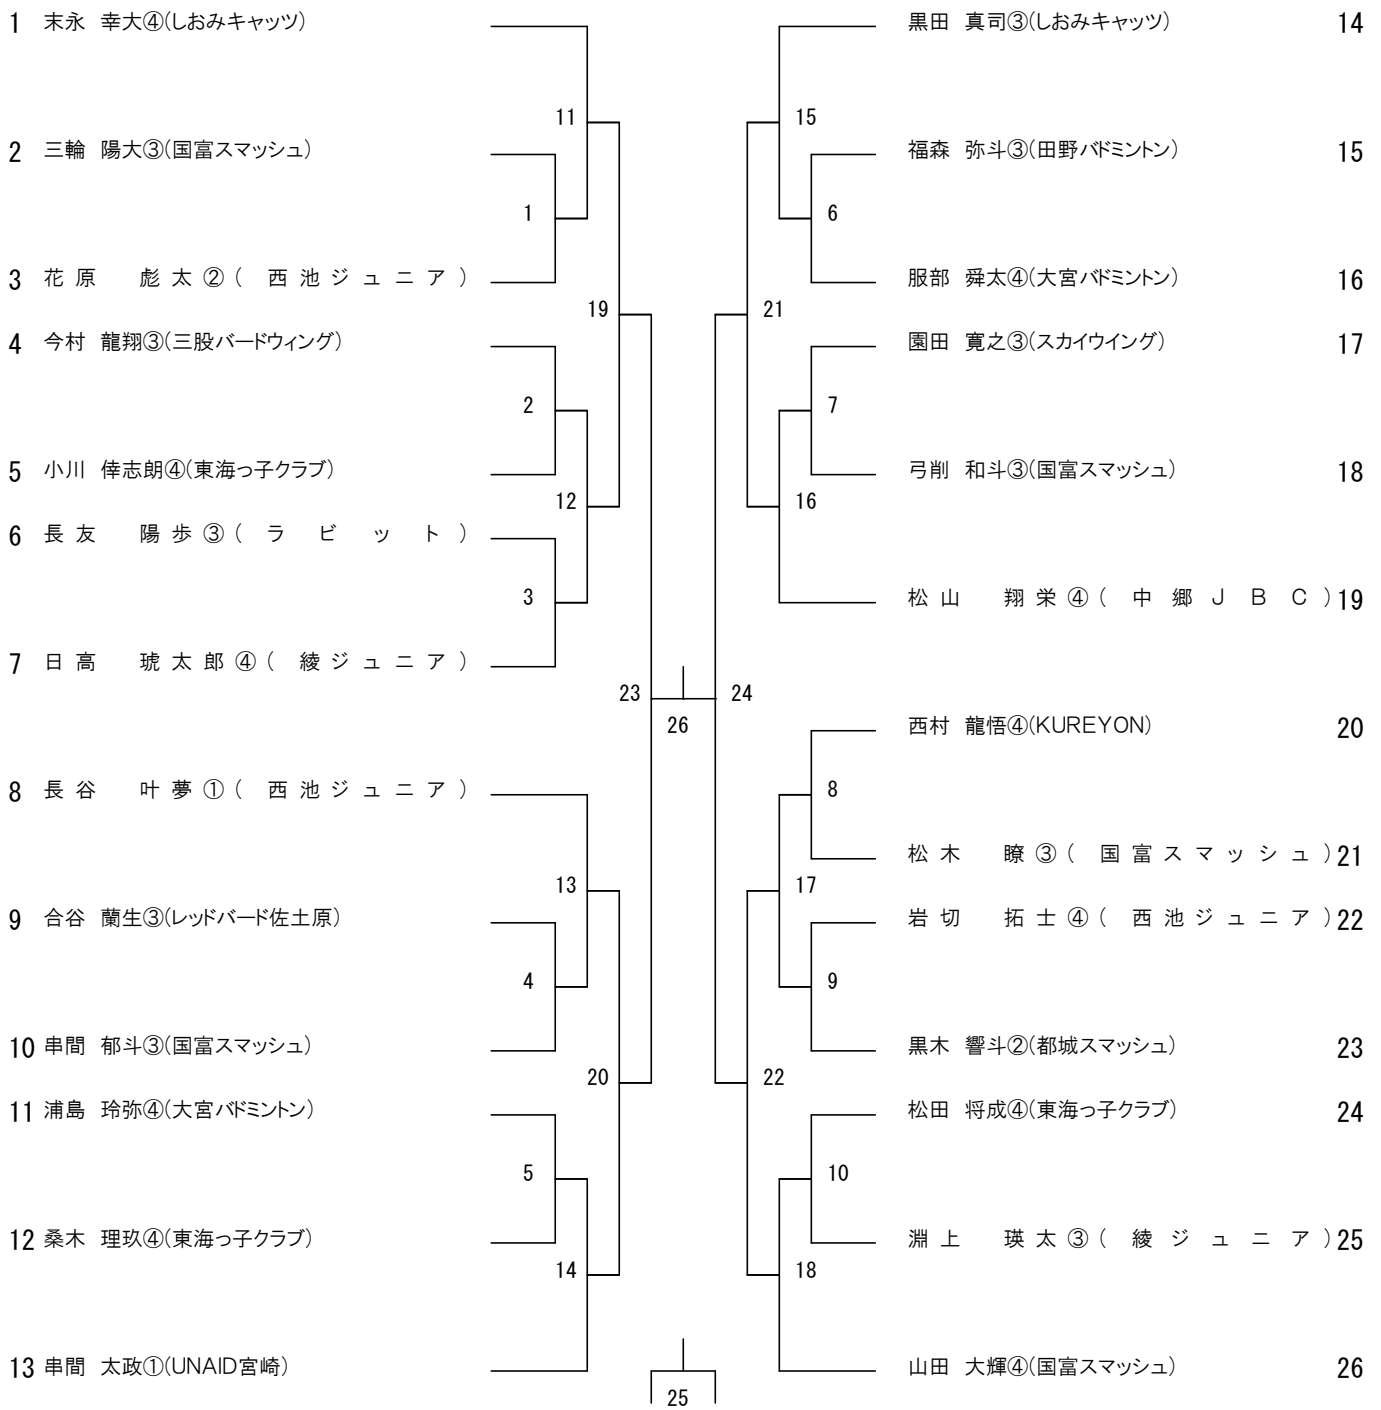 1 末永 幸大④(しおみキャッツ)
11
2 三輪 陽大③(国富スマッシュ)
1
3 花原 彪太②(西池ジュニア)
19
4 今村 龍翔③(三股バードウィング)
2
5 小川 倖志朗④(東海っ子クラブ)
12
6 長友 陽歩③(ラビット)
3
7 日高 琥太郎④(綾ジュニア)
23
8 長谷 叶夢①(西池ジュニア)
13
9 合谷 蘭生③(レッドバード佐土原)
4
10 串間 郁斗③(国富スマッシュ)
20
11 浦島 玲弥④(大宮バドミントン)
5
12 桑木 理玖④(東海っ子クラブ)
14
13 串間 太政①(UNAID宮崎)
26
25
黒田 真司③(しおみキャッツ) 14
15
福森 弥斗③(田野バドミントン) 15
6
服部 舜太④(大宮バドミントン) 16
21
園田 寛之③(スカイウイング) 17
7
弓削 和斗③(国富スマッシュ) 18
16
松山 翔栄④(中郷JBC) 19
24
西村 龍悟④(KUREYON) 20
8
松木 瞭③(国富スマッシュ) 21
17
岩切 拓士④(西池ジュニア) 22
9
黒木 響斗②(都城スマッシュ) 23
22
松田 将成④(東海っ子クラブ) 24
10
淵上 瑛太③(綾ジュニア) 25
18
山田 大輝④(国富スマッシュ) 26